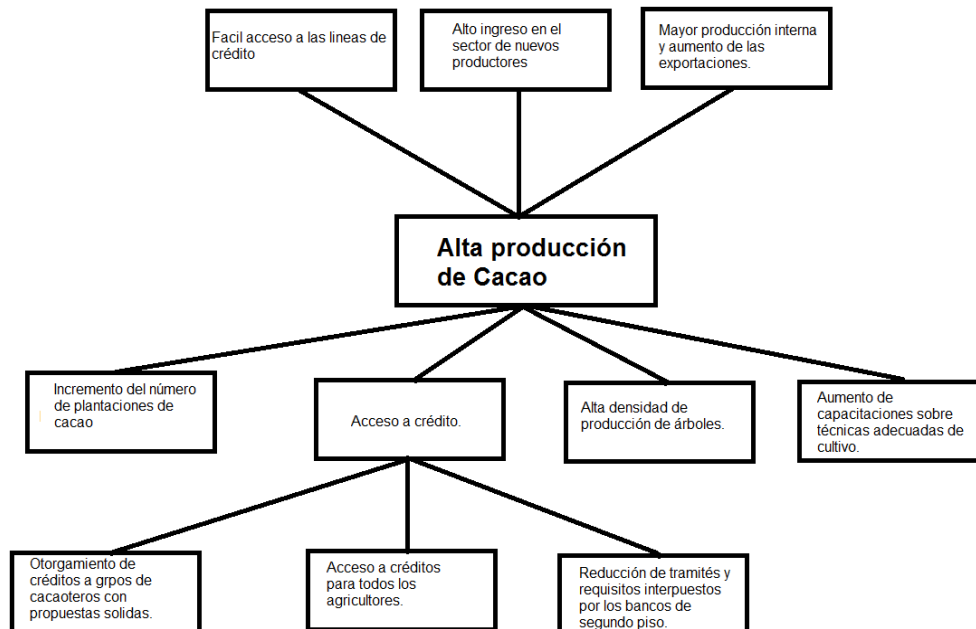 Facil acceso a las lineas de
crédito
Alto ingreso en el
sector de nuevos
productores
Mayor producción interna
y aumento de las
exportaciones.
Alta producción
de Cacao
Incremento del número
de plantaciones de
cacao
Acceso a crédito.
Alta densidad de
producción de árboles.
Aumento de
capacitaciones sobre
técnicas adecuadas de
cultivo.
Otorgamiento de
créditos a grpos de
cacaoteros con
propuestas solidas.
Acceso a créditos
para todos los
agricultores.
Reducción de tramités y
requisitos interpuestos
por los bancos de
segundo piso.